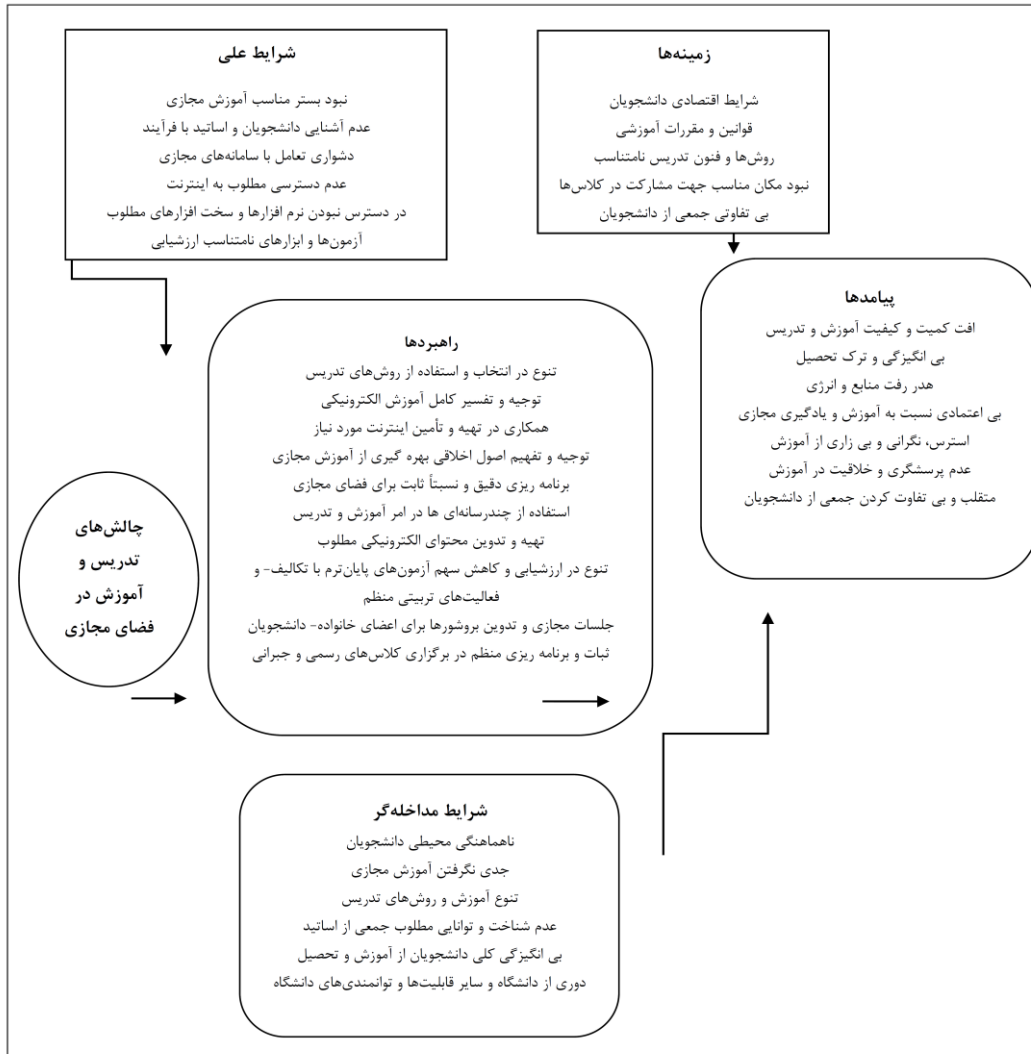 شرایط علی
نبود بستر مناسب آموزش مجازی
عدم آشنایی دانشجویان و اساتید با فرآیند
دشواری تعامل با سامانه‌های مجازی
عدم دسترسی مطلوب به اینترنت
در دسترس نبودن نرم افزارها و سخت افزارهای مطلوب
آزمون‌ها و ابزارهای نامتناسب ارزشیابی
زمینه‌ها
شرایط اقتصادی دانشجویان
قوانین و مقررات آموزشی
روش‌ها و فنون تدریس نامتناسب
نبود مکان مناسب جهت مشارکت در کلاس‌ها
بی تفاوتی جمعی از دانشجویان
چالش‌های
تدریس و
آموزش در
فضای مجازی
راهبردها
تنوع در انتخاب و استفاده از روش‌های تدریس
توجیه و تفسیر کامل آموزش الکترونیکی
همکاری در تهیه و تأمین اینترنت مورد نیاز
توجیه و تفهیم اصول اخلاقی بهره گیری از آموزش مجازی
برنامه ریزی دقیق و نسبتاً ثابت برای فضای مجازی
استفاده از چندرسانه‌ای ها در امر آموزش و تدریس
تهیه و تدوین محتوای الکترونیکی مطلوب
تنوع در ارزشیابی و کاهش سهم آزمون‌های پایان‌ترم با تکالیف- و
فعالیت‌های تربیتی منظم
جلسات مجازی و تدوین بروشورها برای اعضای خانواده- دانشجویان
ثبات و برنامه ریزی منظم در برگزاری کلاس‌های رسمی و جبرانی
پیامدها
افت کمیت و کیفیت آموزش و تدریس
بی انگیزگی و ترک تحصیل
هدر رفت منابع و انرژی
بی اعتمادی نسبت به آموزش و یادگیری مجازی
استرس، نگرانی و بی زاری از آموزش
عدم پرسشگری و خلاقیت در آموزش
متقلب و بی تفاوت کردن جمعی از دانشجویان
شرایط مداخله‌گر
ناهماهنگی محیطی دانشجویان
جدی نگرفتن آموزش مجازی
تنوع آموزش و روش‌های تدریس
عدم شناخت و توانایی مطلوب جمعی از اساتید
بی انگیزگی کلی دانشجویان از آموزش و تحصیل
دوری از دانشگاه و سایر قابلیت‌ها و توانمندی‌های دانشگاه